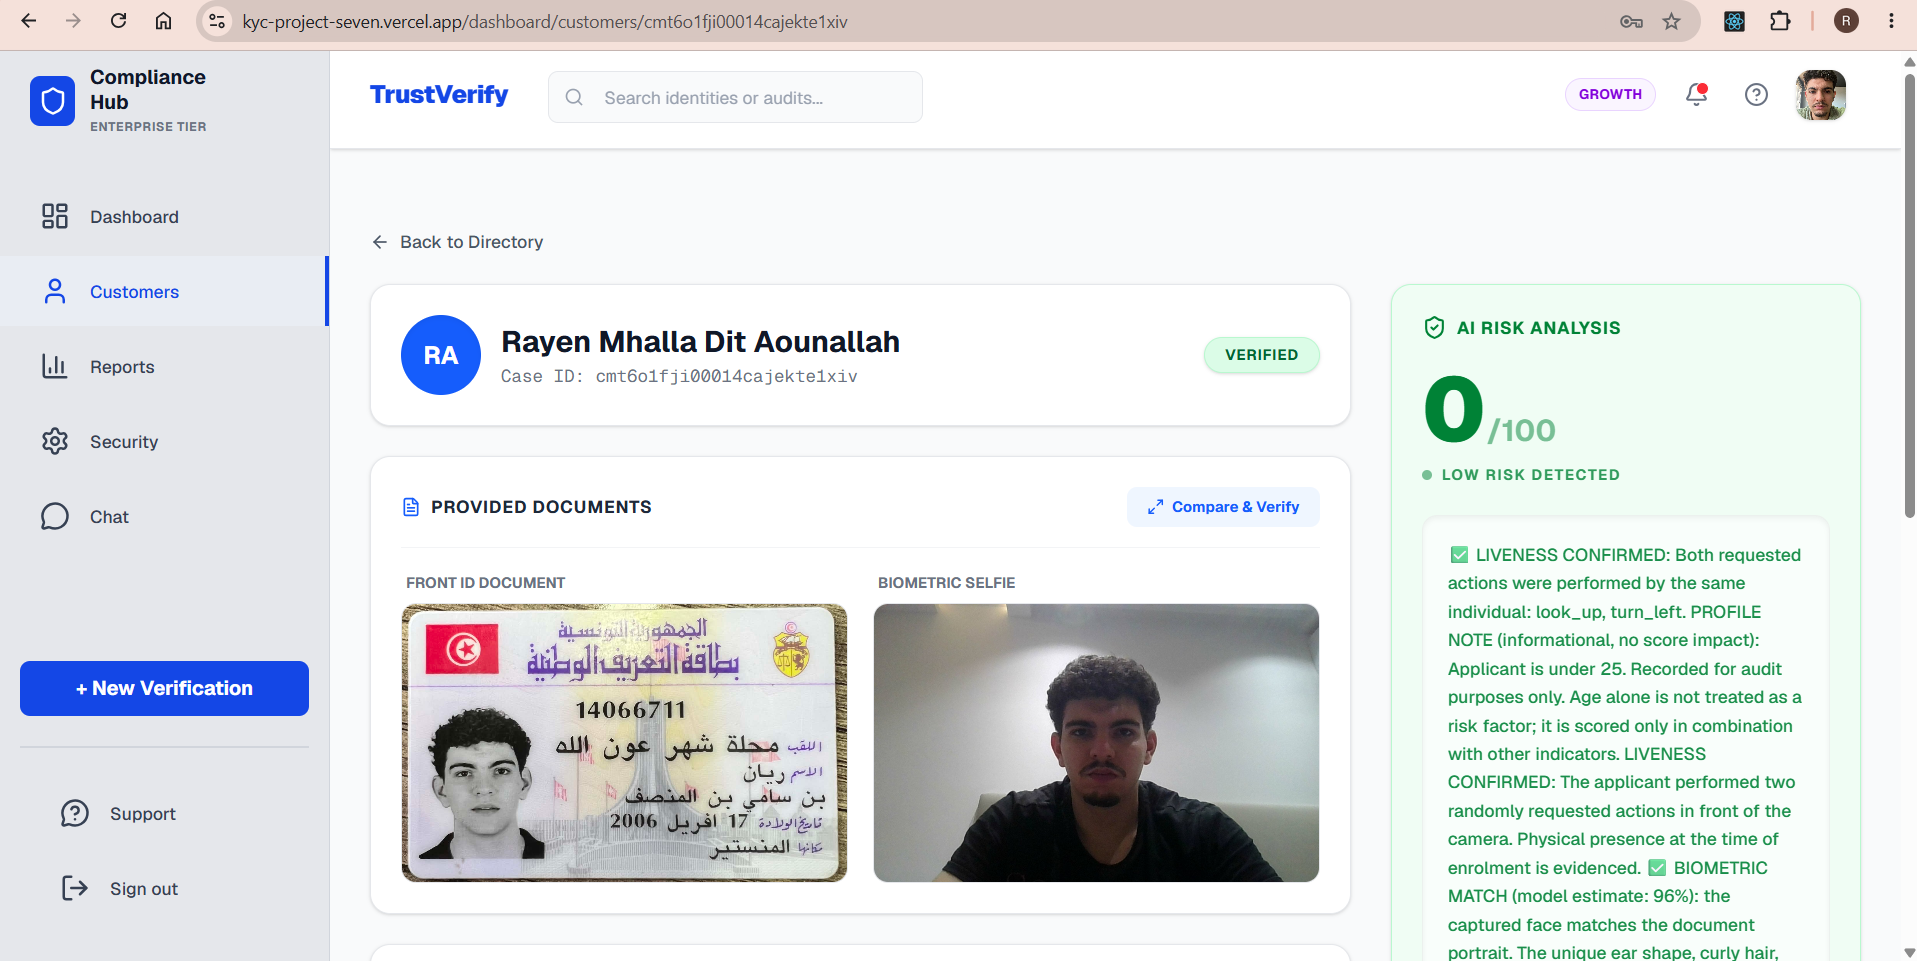 kyc-project-seven.vercel.app/dashboard/customers/cmt6o1fji00014cajekte1xiv
R
Compliance
Hub
ENTERPRISE TIER
TrustVerify
Search identities or audits...
GROWTH
Dashboard
Customers
Reports
Security
Chat
+ New Verification
Support
Sign out
Back to Directory
RA
Rayen Mhalla Dit Aounallah
Case ID: cmt6o1fji00014cajekte1xiv
VERIFIED
PROVIDED DOCUMENTS
Compare & Verify
FRONT ID DOCUMENT
الجمهورية التونسية
بطاقة التعريف الوطنية
14066711
اللقب محلة شهر عون الله
الاسم ريان
بن سامي بن المنصف
تاريخ الولادة 17 افريل 2006
مكانها المنستير
BIOMETRIC SELFIE
AI RISK ANALYSIS
0/100
LOW RISK DETECTED
✅ LIVENESS CONFIRMED: Both requested
actions were performed by the same
individual: look_up, turn_left. PROFILE
NOTE (informational, no score impact):
Applicant is under 25. Recorded for audit
purposes only. Age alone is not treated as a
risk factor; it is scored only in combination
with other indicators. LIVENESS
CONFIRMED: The applicant performed two
randomly requested actions in front of the
camera. Physical presence at the time of
enrolment is evidenced. ✅ BIOMETRIC
MATCH (model estimate: 96%): the
captured face matches the document
portrait. The unique ear shape, curly hair,